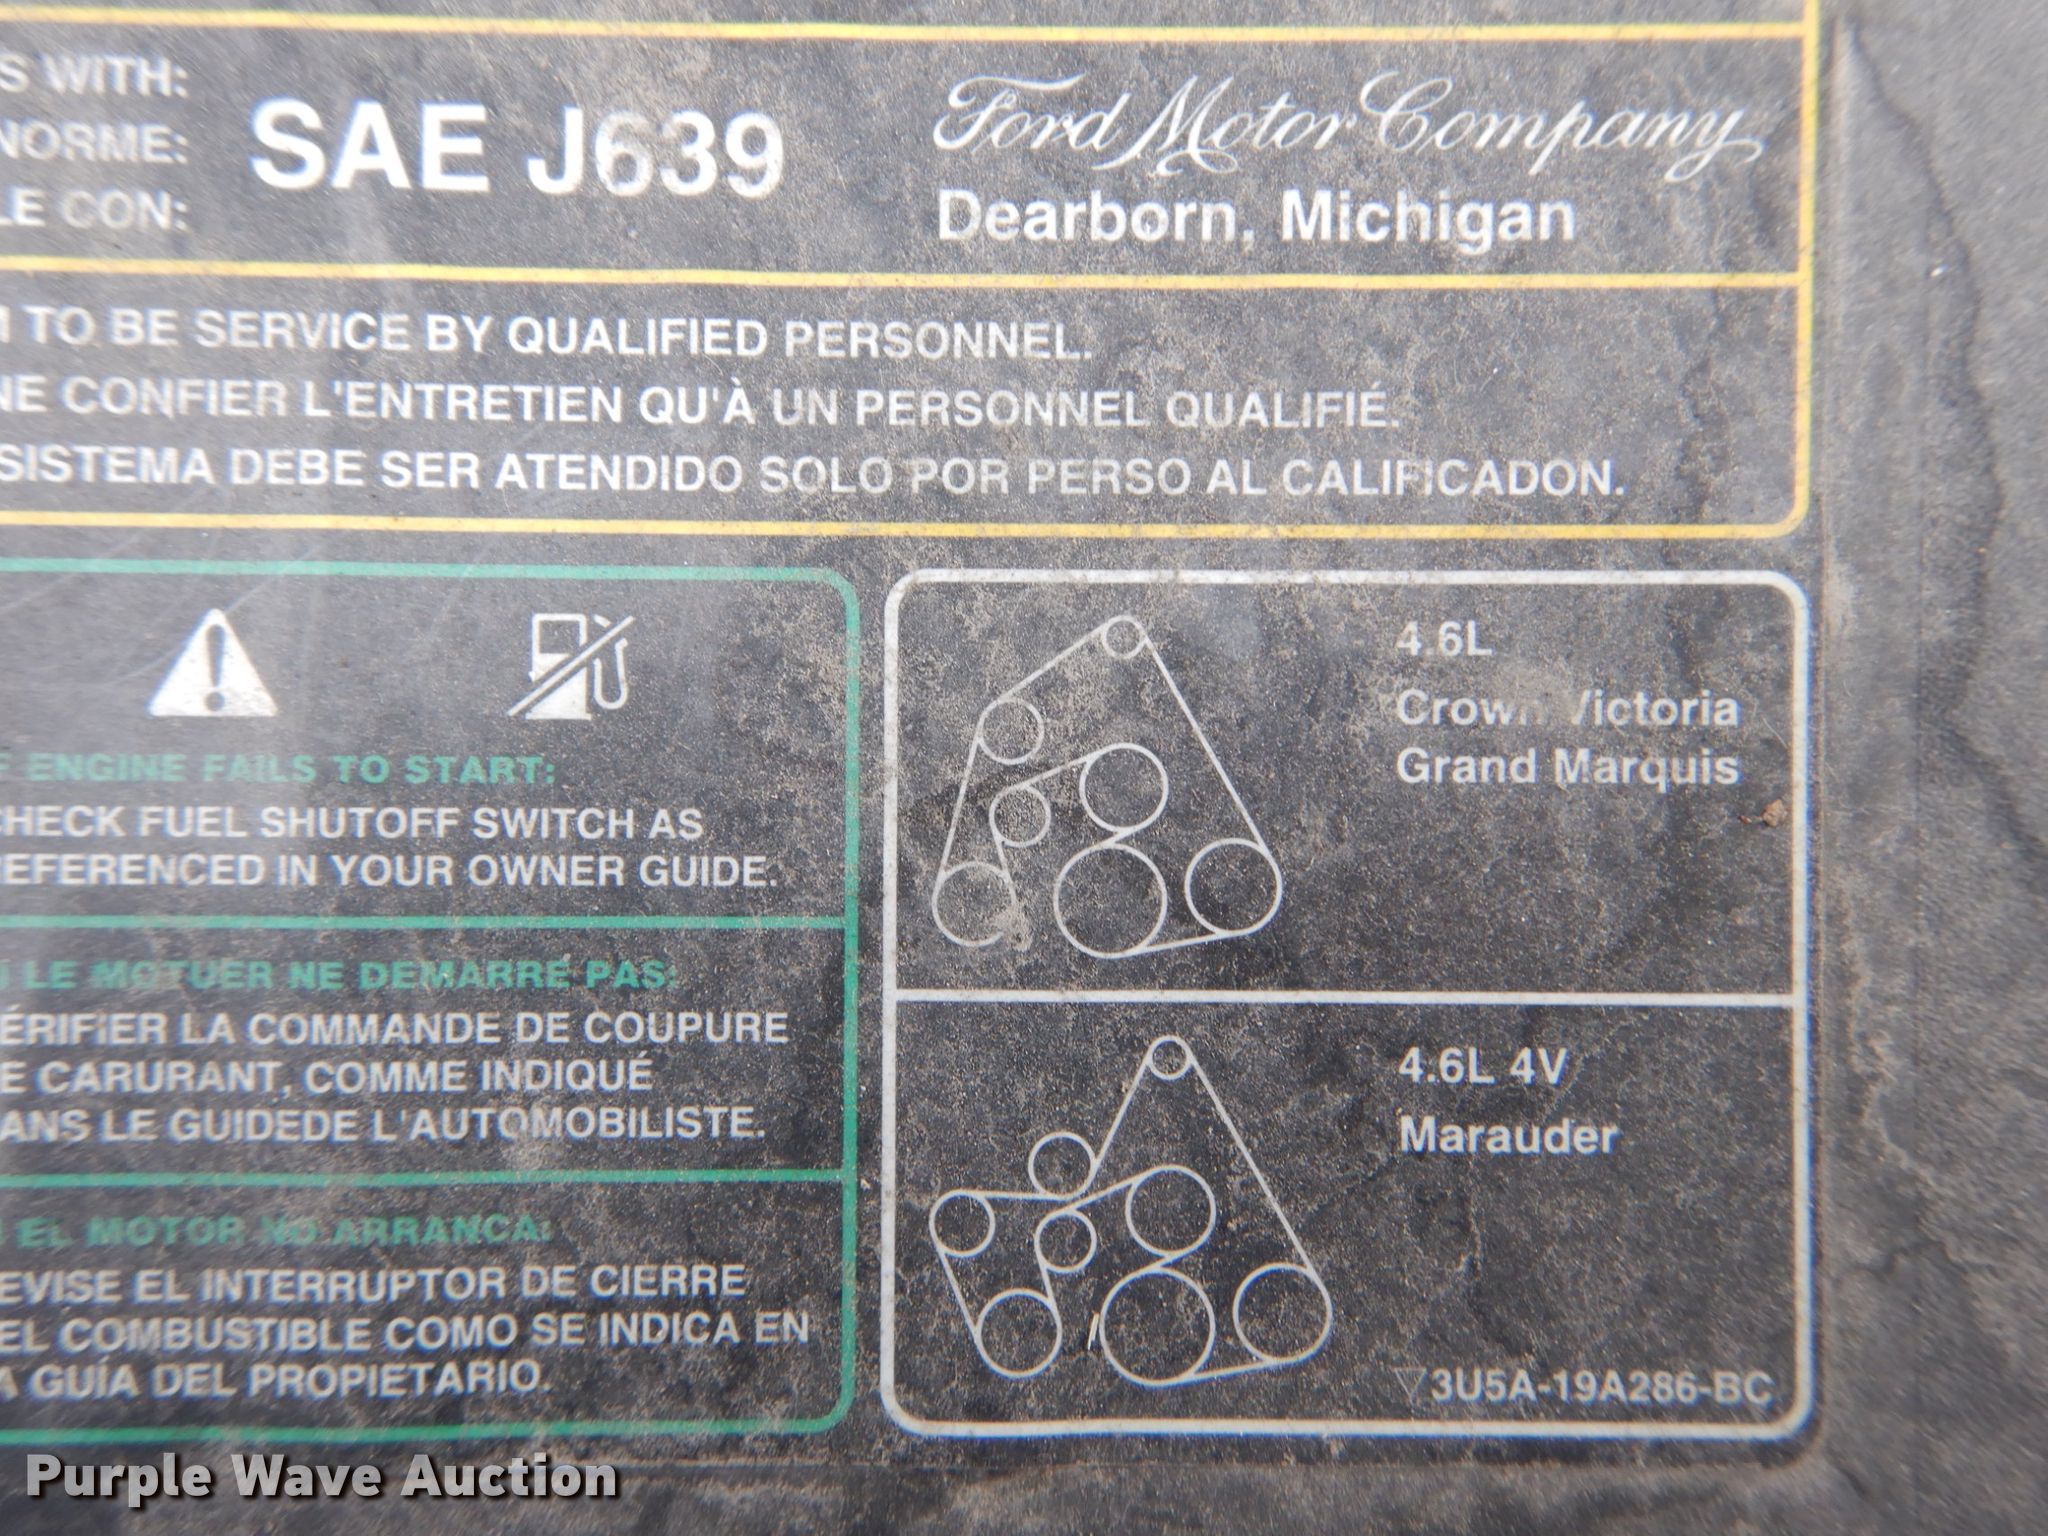 S WITH:
NORME:
LE CON:
SAE J639
Ford Motor Company
Dearborn, Michigan
M TO BE SERVICE BY QUALIFIED PERSONNEL.
NE CONFIER L'ENTRETIEN QU'À UN PERSONNEL QUALIFIÉ.
SISTEMA DEBE SER ATENDIDO SOLO POR PERSO AL CALIFICADON.
F ENGINE FAILS TO START:
CHECK FUEL SHUTOFF SWITCH AS
REFERENCED IN YOUR OWNER GUIDE.
N LE MOTUER NE DEMARRE PAS:
ÉRIFIER LA COMMANDE DE COUPURE
E CARURANT, COMME INDIQUÉ
ANS LE GUIDEDE L'AUTOMOBILISTE.
EL MOTOR NO ARRANCA:
EVISE EL INTERRUPTOR DE CIERRE
EL COMBUSTIBLE COMO SE INDICA EN
A GUÍA DEL PROPIETARIO.
4.6L
Crown Victoria
Grand Marquis
4.6L 4V
Marauder
3U5A-19A286-BC
Purple Wave Auction